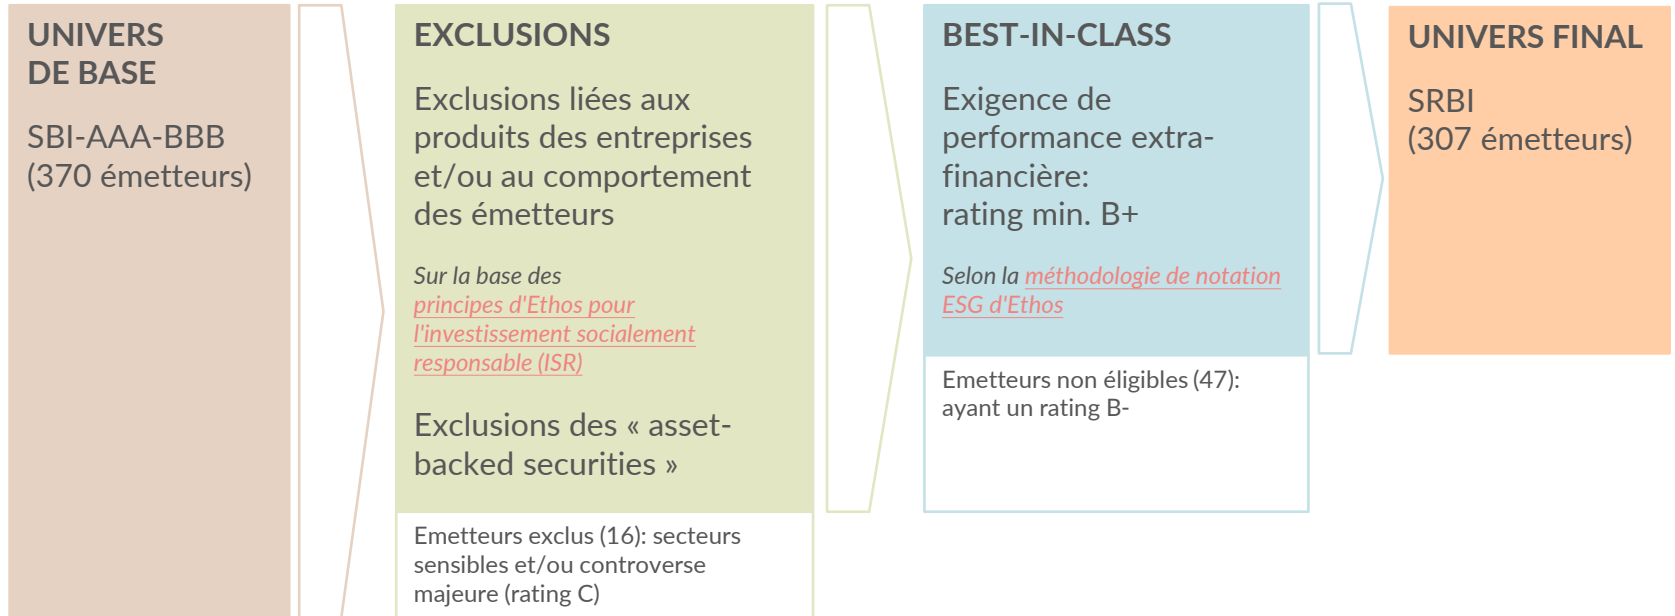 UNIVERS
DE BASE
SBI-AAA-BBB
(370 émetteurs)
EXCLUSIONS
Exclusions liées aux
produits des entreprises
et/ou au comportement
des émetteurs
Sur la base des
principes d'Ethos pour
l'investissement socialement
responsable (ISR)
Exclusions des « asset-
backed securities »
Emetteurs exclus (16): secteurs
sensibles et/ou controverse
majeure (rating C)
BEST-IN-CLASS
Exigence de
performance extra-
financière:
rating min. B+
Selon la méthodologie de notation
ESG d'Ethos
Emetteurs non éligibles (47):
ayant un rating B-
UNIVERS FINAL
SRBI
(307 émetteurs)